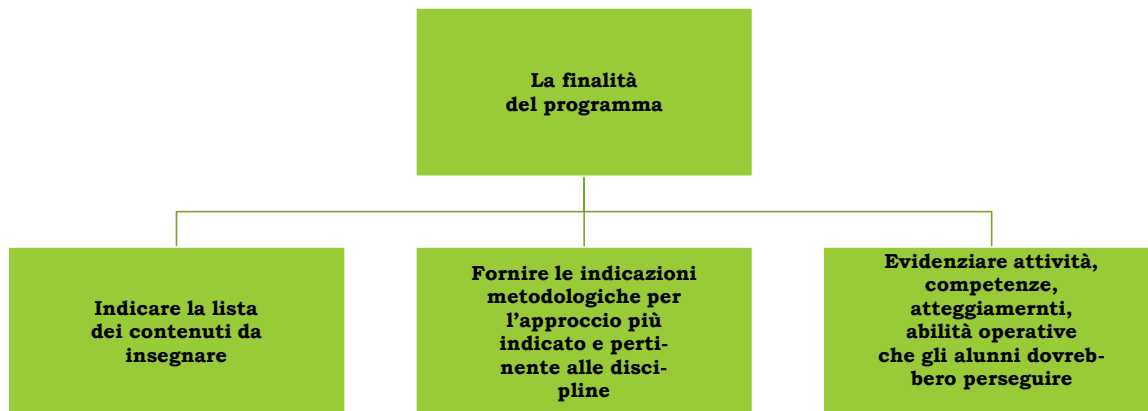 La finalità
del programma
Indicare la lista
dei contenuti da
insegnare
Fornire le indicazioni
metodologiche per
l'approccio più
indicato e perti-
nente alle disci-
pline
Evidenziare attività,
competenze,
atteggiamernti,
abilità operative
che gli alunni dovreb-
bero perseguire